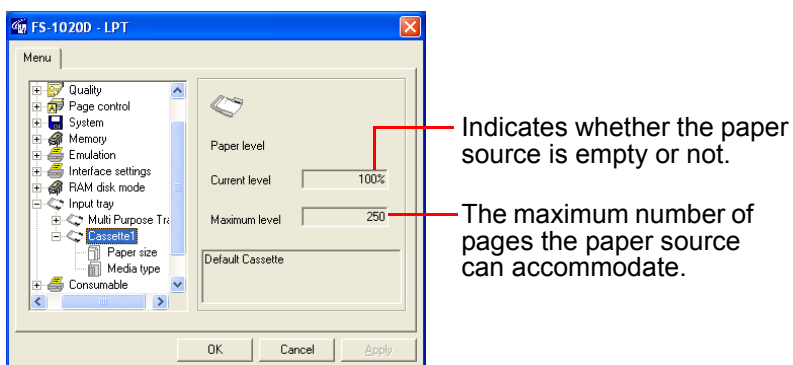 FS-1020D - LPT
Menu
Quality
Page control
System
Memory
Emulation
Interface settings
RAM disk mode
Input tray
Multi Purpose Tra
Cassette1
Paper size
Media type
Consumable
Paper level
Current level 100%
Maximum level 250
Default Cassette
OK Cancel Apply
Indicates whether the paper
source is empty or not.
The maximum number of
pages the paper source
can accommodate.